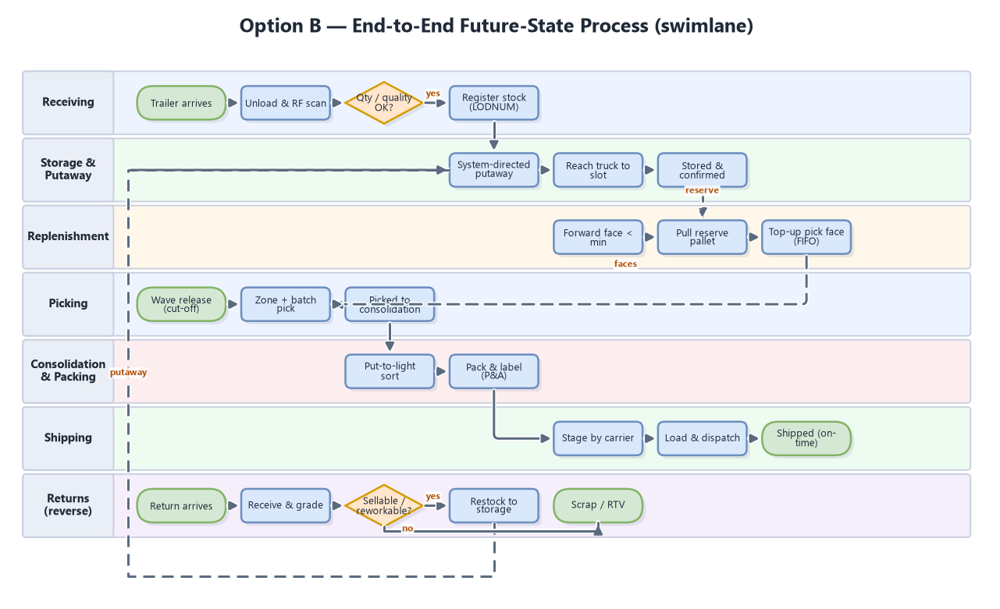 Option B — End-to-End Future-State Process (swimlane)
Receiving
Trailer arrives
Unload & RF scan
Qty / quality
OK?
yes
Register stock
(LODNUM)
Storage &
Putaway
System-directed
putaway
Reach truck to
slot
Stored &
confirmed
reserve
Replenishment
Forward face <
min
Pull reserve
pallet
Top-up pick face
(FIFO)
faces
Picking
Wave release
(cut-off)
Zone + batch
pick
Picked to
consolidation
Consolidation
& Packing
putaway
Put-to-light
sort
Pack & label
(P&A)
Shipping
Stage by carrier
Load & dispatch
Shipped (on-
time)
Returns
(reverse)
Return arrives
Receive & grade
Sellable /
reworkable?
yes
no
Restock to
storage
Scrap / RTV